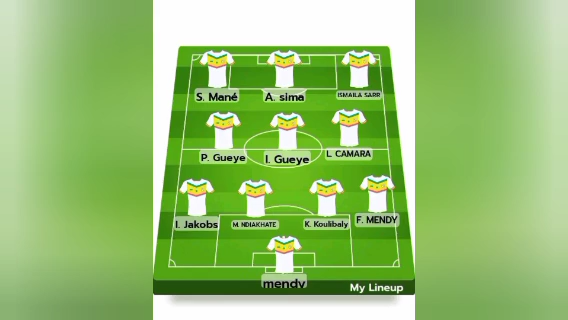 S. Mané
A. sima
ISMAILA SARR
P. Gueye
I. Gueye
L. CAMARA
I. Jakobs
M. NDIAKHATE
K. Koulibaly
F. MENDY
mendy
My Lineup